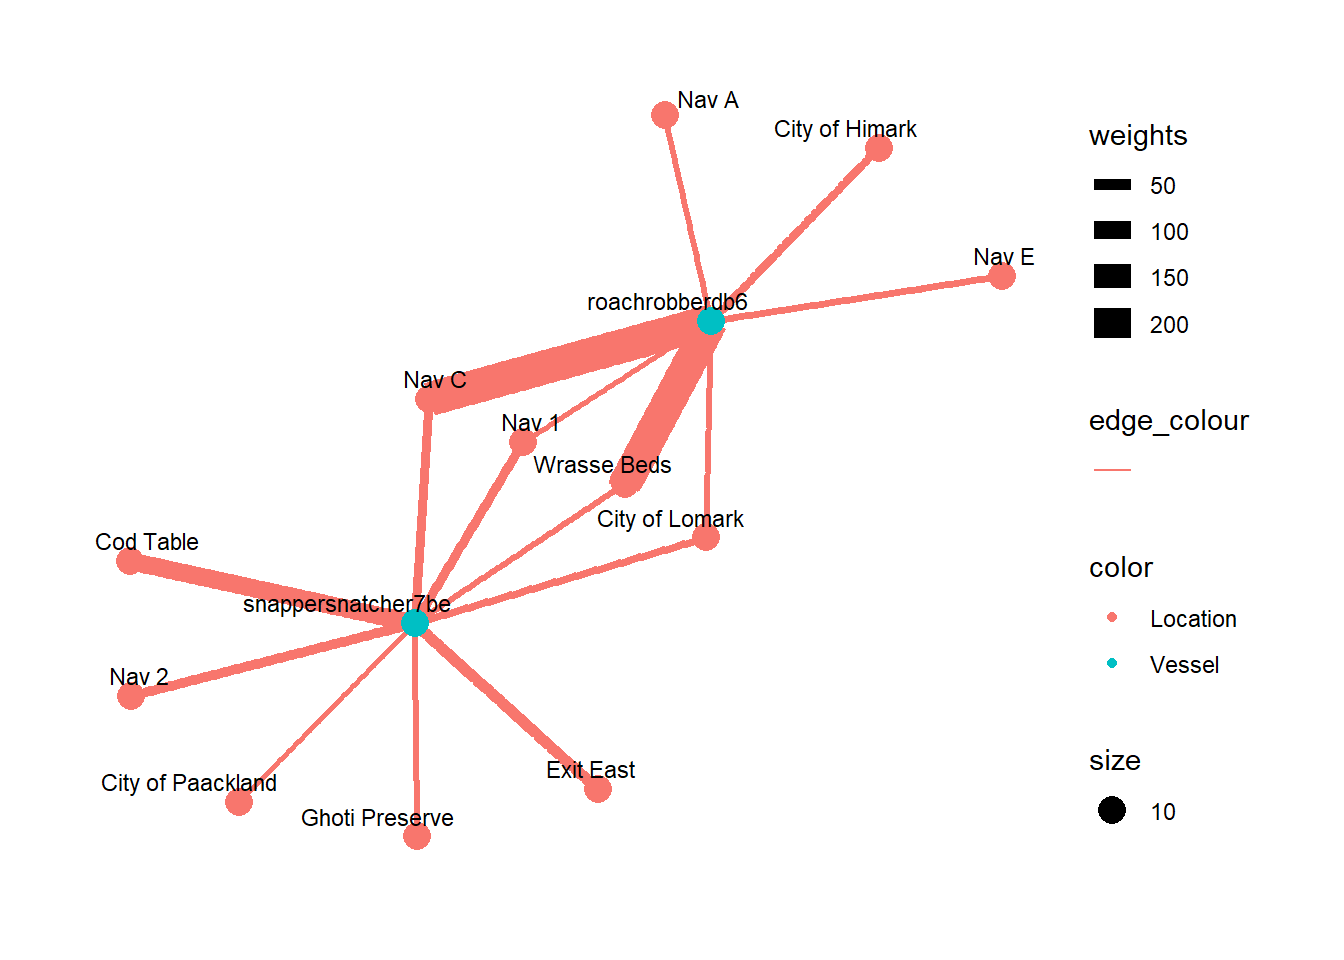 Nav A
City of Himark
Nav E
roachrobberdb6
Nav C
Nav 1
Wrasse Beds
City of Lomark
Cod Table
snappersnatcher7be
Nav 2
City of Paackland
Exit East
Ghoti Preserve
weights
50
100
150
200
edge_colour
color
Location
Vessel
size
10